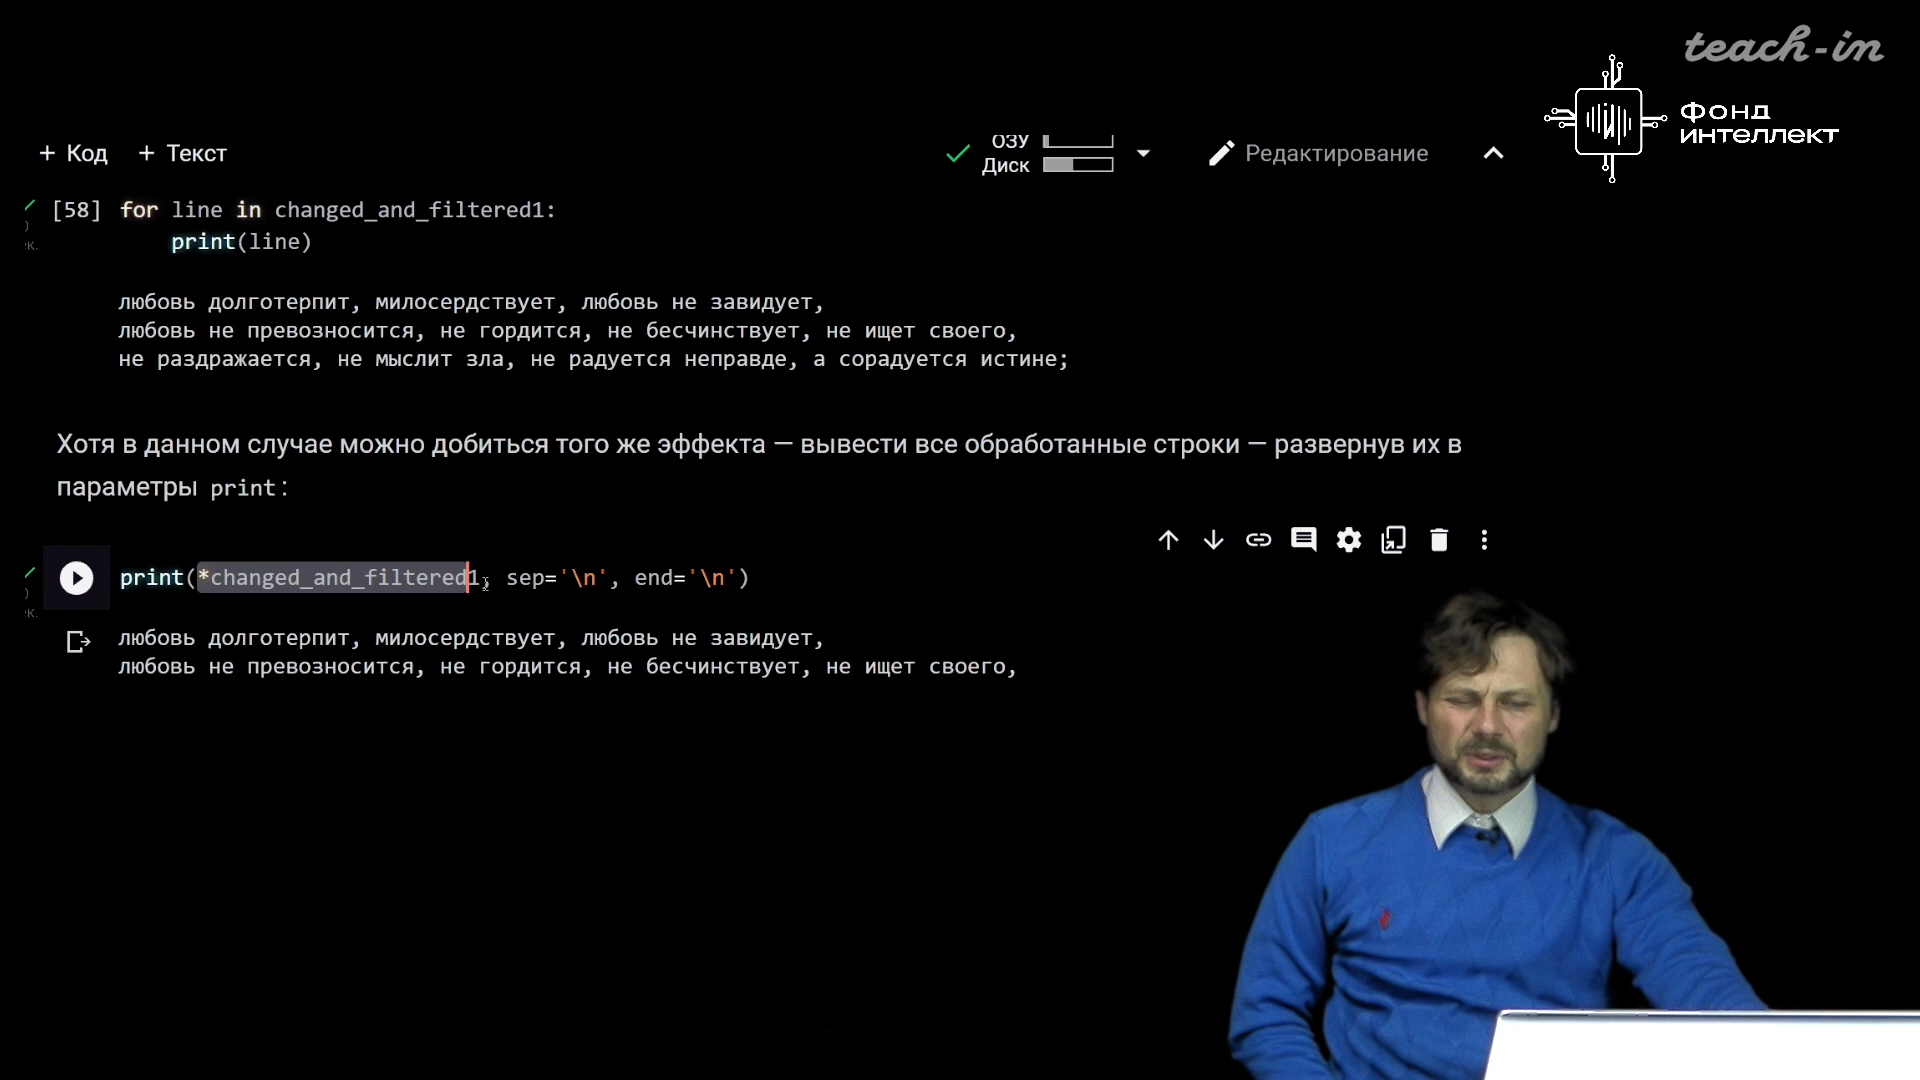 teach-in
Фонд
интеллект
+ Код + Текст
ОЗУ
Диск
Редактирование
[58] for line in changed_and_filtered1:
print(line)
любовь долготерпит, милосердствует, любовь не завидует,
любовь не превозносится, не гордится, не бесчинствует, не ищет своего,
не раздражается, не мыслит зла, не радуется неправде, а сорадуется истине;
Хотя в данном случае можно добиться того же эффекта — вывести все обработанные строки — развернув их в
параметры print:
print(*changed_and_filtered1, sep='\n', end='\n')
любовь долготерпит, милосердствует, любовь не завидует,
любовь не превозносится, не гордится, не бесчинствует, не ищет своего,